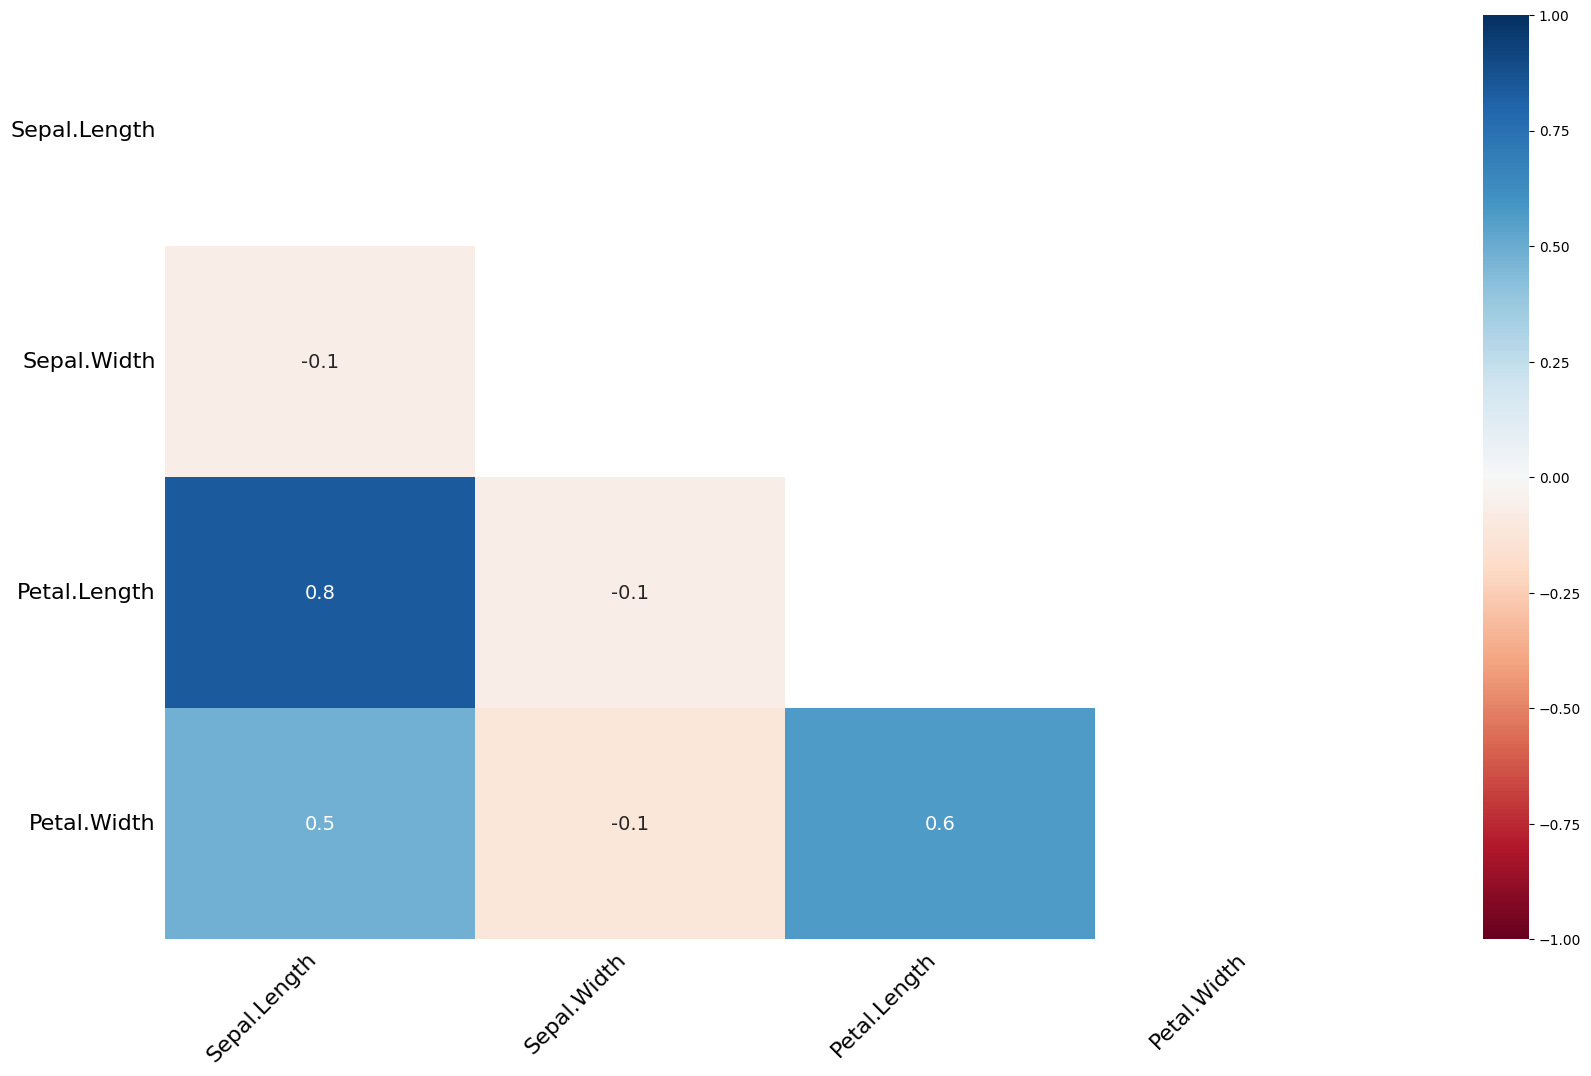 1.00
Sepal.Length
0.75
0.50
Sepal.Width -0.1
0.25
0.00
Petal.Length 0.8 -0.1
−0.25
−0.50
Petal.Width 0.5 -0.1 0.6
−0.75
−1.00
Sepal.Length
Sepal.Width
Petal.Length
Petal.Width